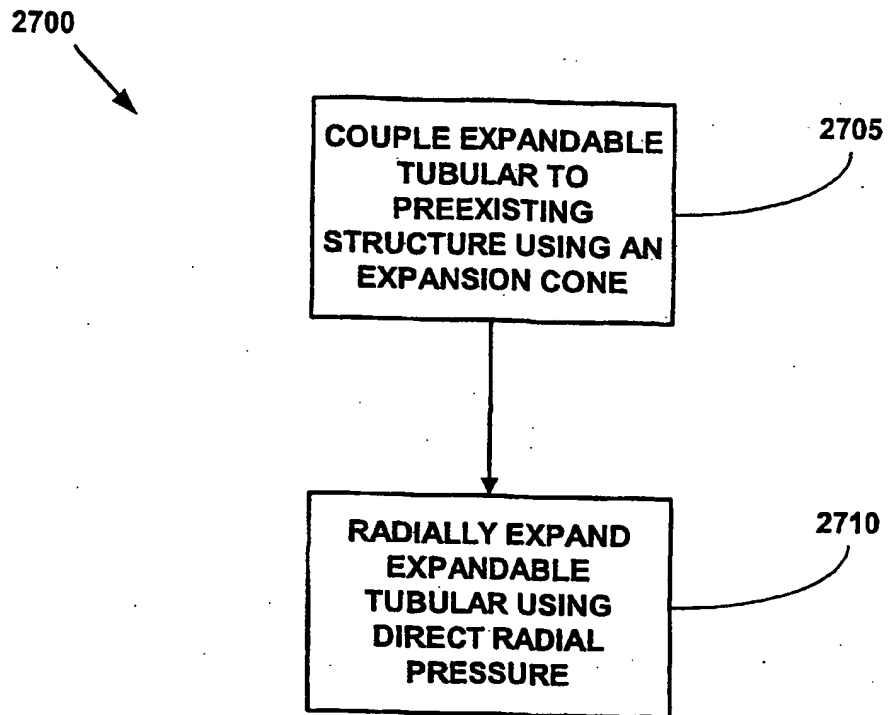 2700
COUPLE EXPANDABLE
TUBULAR TO
PREEXISTING
STRUCTURE USING AN
EXPANSION CONE
2705
RADIALLY EXPAND
EXPANDABLE
TUBULAR USING
DIRECT RADIAL
PRESSURE
2710